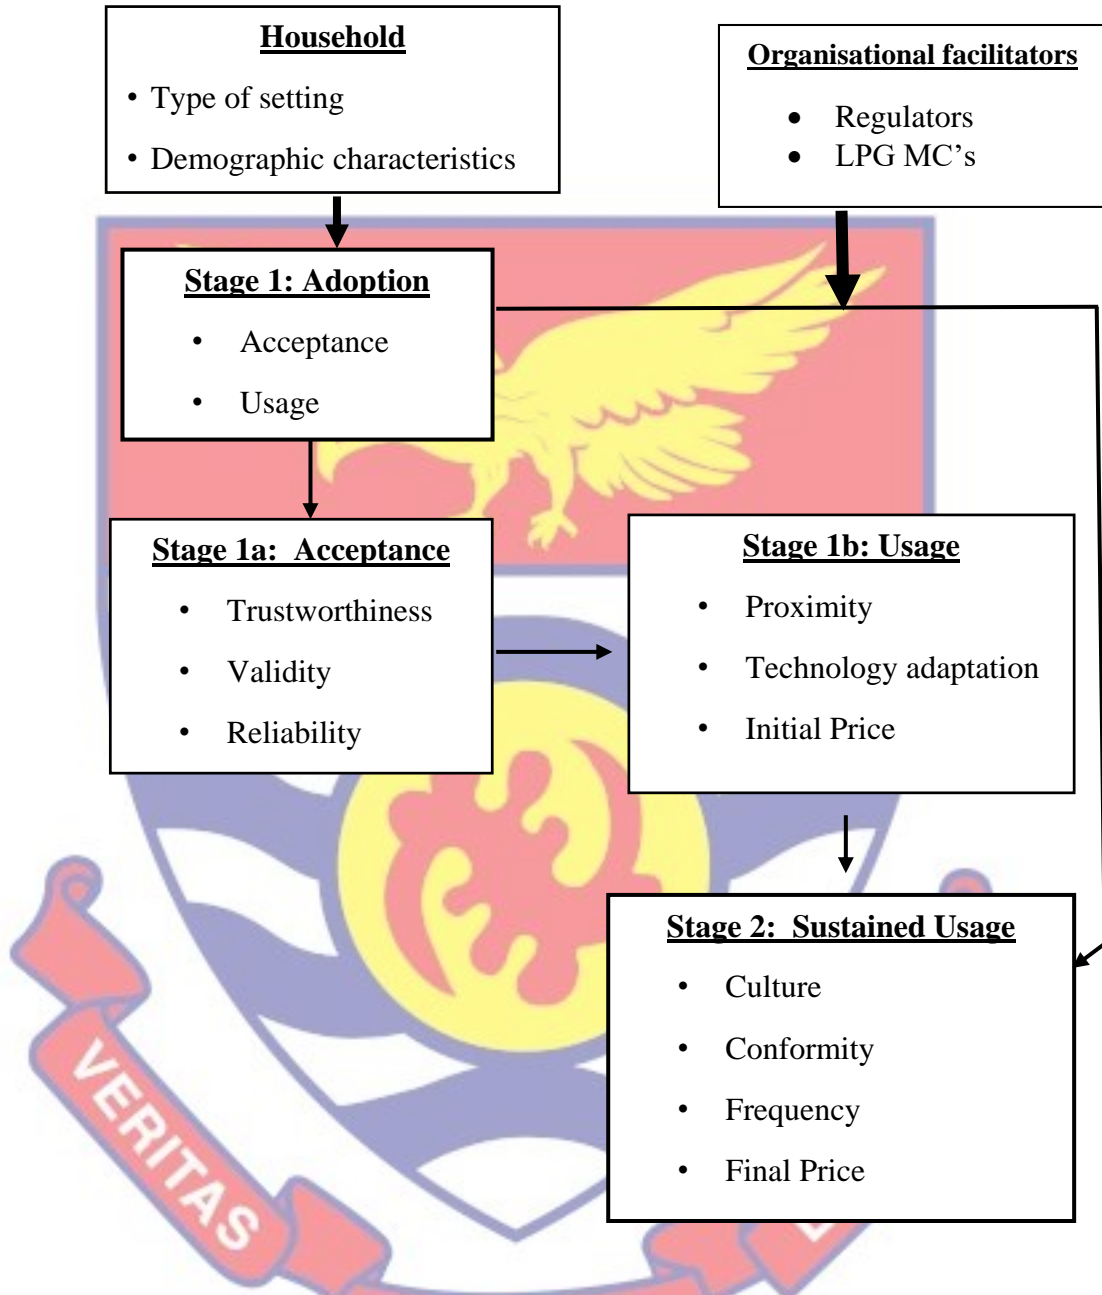 Household
• Type of setting
• Demographic characteristics
Organisational facilitators
• Regulators
• LPG MC’s
Stage 1: Adoption
• Acceptance
• Usage
Stage 1a: Acceptance
• Trustworthiness
• Validity
• Reliability
Stage 1b: Usage
• Proximity
• Technology adaptation
• Initial Price
Stage 2: Sustained Usage
• Culture
• Conformity
• Frequency
• Final Price
VERITAS